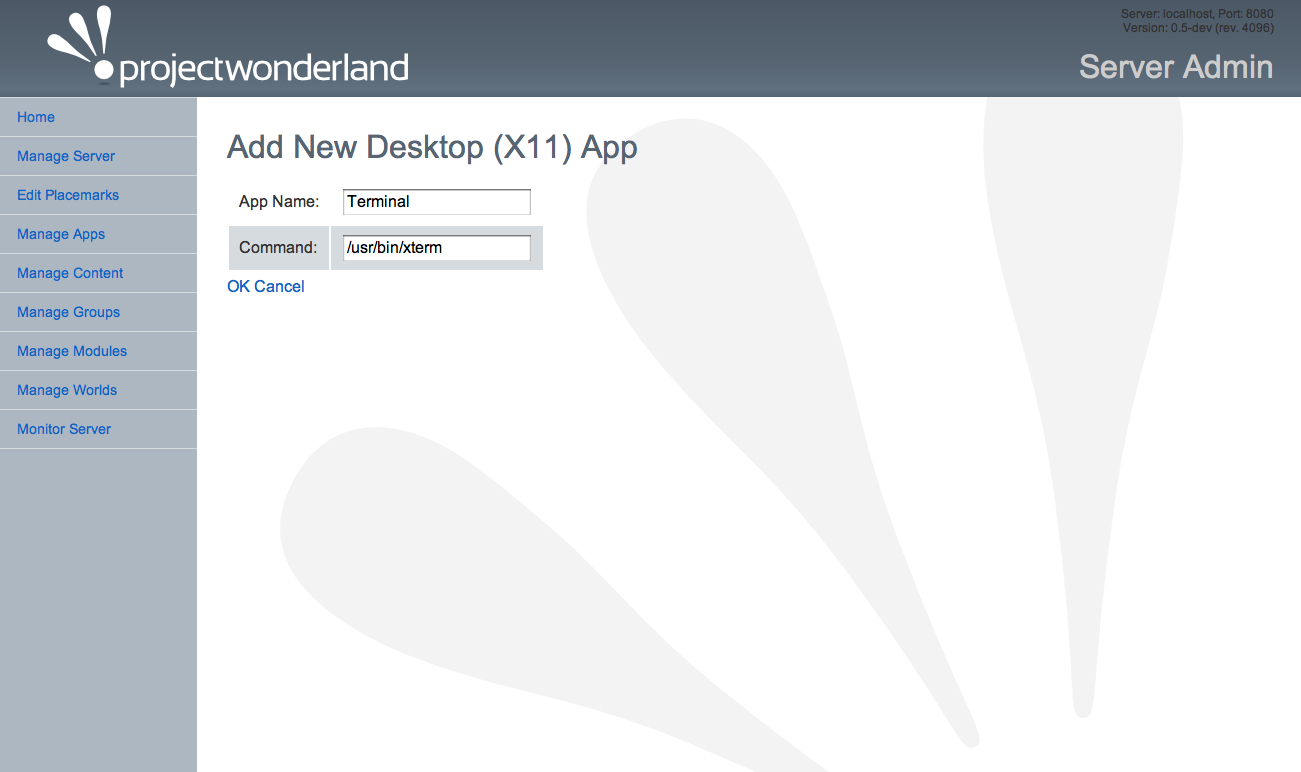 projectwonderland
Server: localhost, Port: 8080
Version: 0.5-dev (rev. 4096)
Server Admin
Home
Manage Server
Edit Placemarks
Manage Apps
Manage Content
Manage Groups
Manage Modules
Manage Worlds
Monitor Server
Add New Desktop (X11) App
App Name: Terminal
Command: /usr/bin/xterm
OK Cancel